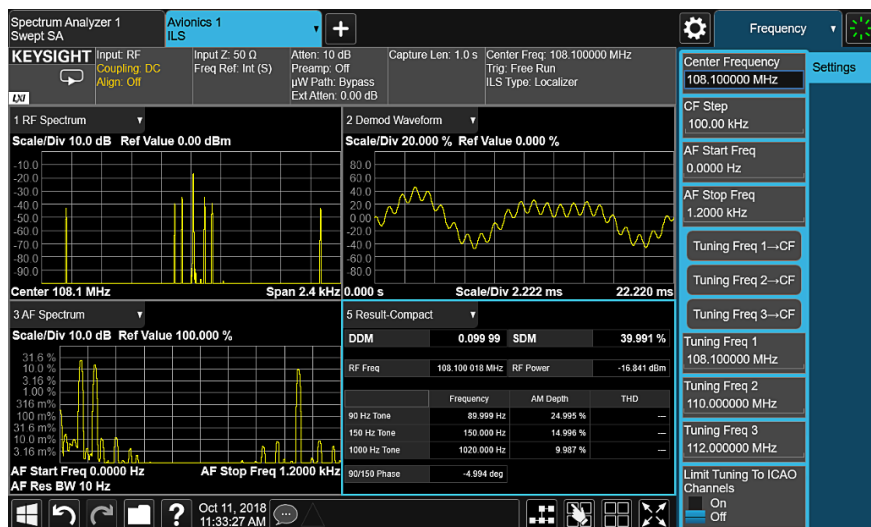 Spectrum Analyzer 1
Swept SA
Avionics 1
ILS
Frequency
KEYSIGHT
LXI
Input: RF
Coupling: DC
Align: Off
Input Z: 50 Ω
Freq Ref: Int (S)
Atten: 10 dB
Preamp: Off
µW Path: Bypass
Ext Atten: 0.00 dB
Capture Len: 1.0 s
Center Freq: 108.100000 MHz
Trig: Free Run
ILS Type: Localizer
1 RF Spectrum
Scale/Div 10.0 dB Ref Value 0.00 dBm
-10.0
-20.0
-30.0
-40.0
-50.0
-60.0
-70.0
-80.0
-90.0
Center 108.1 MHz Span 2.4 kHz
2 Demod Waveform
Scale/Div 20.000 % Ref Value 0.000 %
80.0
60.0
40.0
20.0
0.00
-20.0
-40.0
-60.0
-80.0
0.000 s Scale/Div 2.222 ms 22.220 ms
3 AF Spectrum
Scale/Div 10.0 dB Ref Value 100.000 %
31.6 %
10.0 %
3.16 %
1.00 %
316 m%
100 m%
31.6 m%
10.0 m%
3.16 m%
AF Start Freq 0.0000 Hz AF Stop Freq 1.2000 kHz
AF Res BW 10 Hz
5 Result-Compact
DDM 0.099 99 SDM 39.991 %
RF Freq 108.100 018 MHz RF Power -16.841 dBm
Frequency AM Depth THD
90 Hz Tone 89.999 Hz 24.995 % ---
150 Hz Tone 150.000 Hz 14.996 % ---
1000 Hz Tone 1020.000 Hz 9.987 % ---
90/150 Phase -4.994 deg
Center Frequency
108.100000 MHz
Settings
CF Step
100.00 kHz
AF Start Freq
0.0000 Hz
AF Stop Freq
1.2000 kHz
Tuning Freq 1→CF
Tuning Freq 2→CF
Tuning Freq 3→CF
Tuning Freq 1
108.100000 MHz
Tuning Freq 2
110.000000 MHz
Tuning Freq 3
112.000000 MHz
Limit Tuning To ICAO
Channels
On
Off
?
Oct 11, 2018
11:33:27 AM